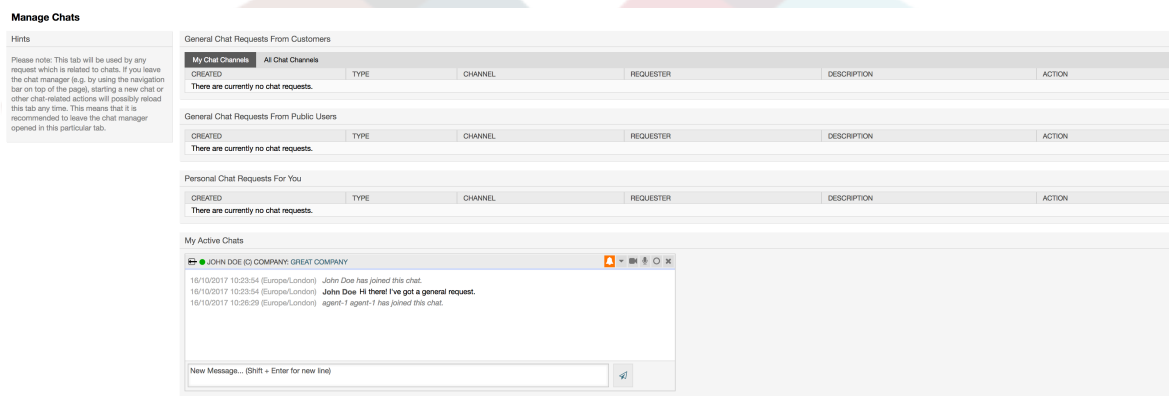 Manage Chats
Hints
Please note: This tab will be used by any
request which is related to chats. If you leave
the chat manager (e.g. by using the navigation
bar on top of the page), starting a new chat or
other chat-related actions will possibly reload
this tab any time. This means that it is
recommended to leave the chat manager
opened in this particular tab.
General Chat Requests From Customers
My Chat Channels All Chat Channels
CREATED TYPE CHANNEL REQUESTER DESCRIPTION ACTION
There are currently no chat requests.
General Chat Requests From Public Users
CREATED TYPE CHANNEL REQUESTER DESCRIPTION ACTION
There are currently no chat requests.
Personal Chat Requests For You
CREATED TYPE CHANNEL REQUESTER DESCRIPTION ACTION
There are currently no chat requests.
My Active Chats
JOHN DOE (C) COMPANY: GREAT COMPANY
16/10/2017 10:23:54 (Europe/London) John Doe has joined this chat.
16/10/2017 10:23:54 (Europe/London) John Doe Hi there! I've got a general request.
16/10/2017 10:26:29 (Europe/London) agent-1 agent-1 has joined this chat.
New Message... (Shift + Enter for new line)